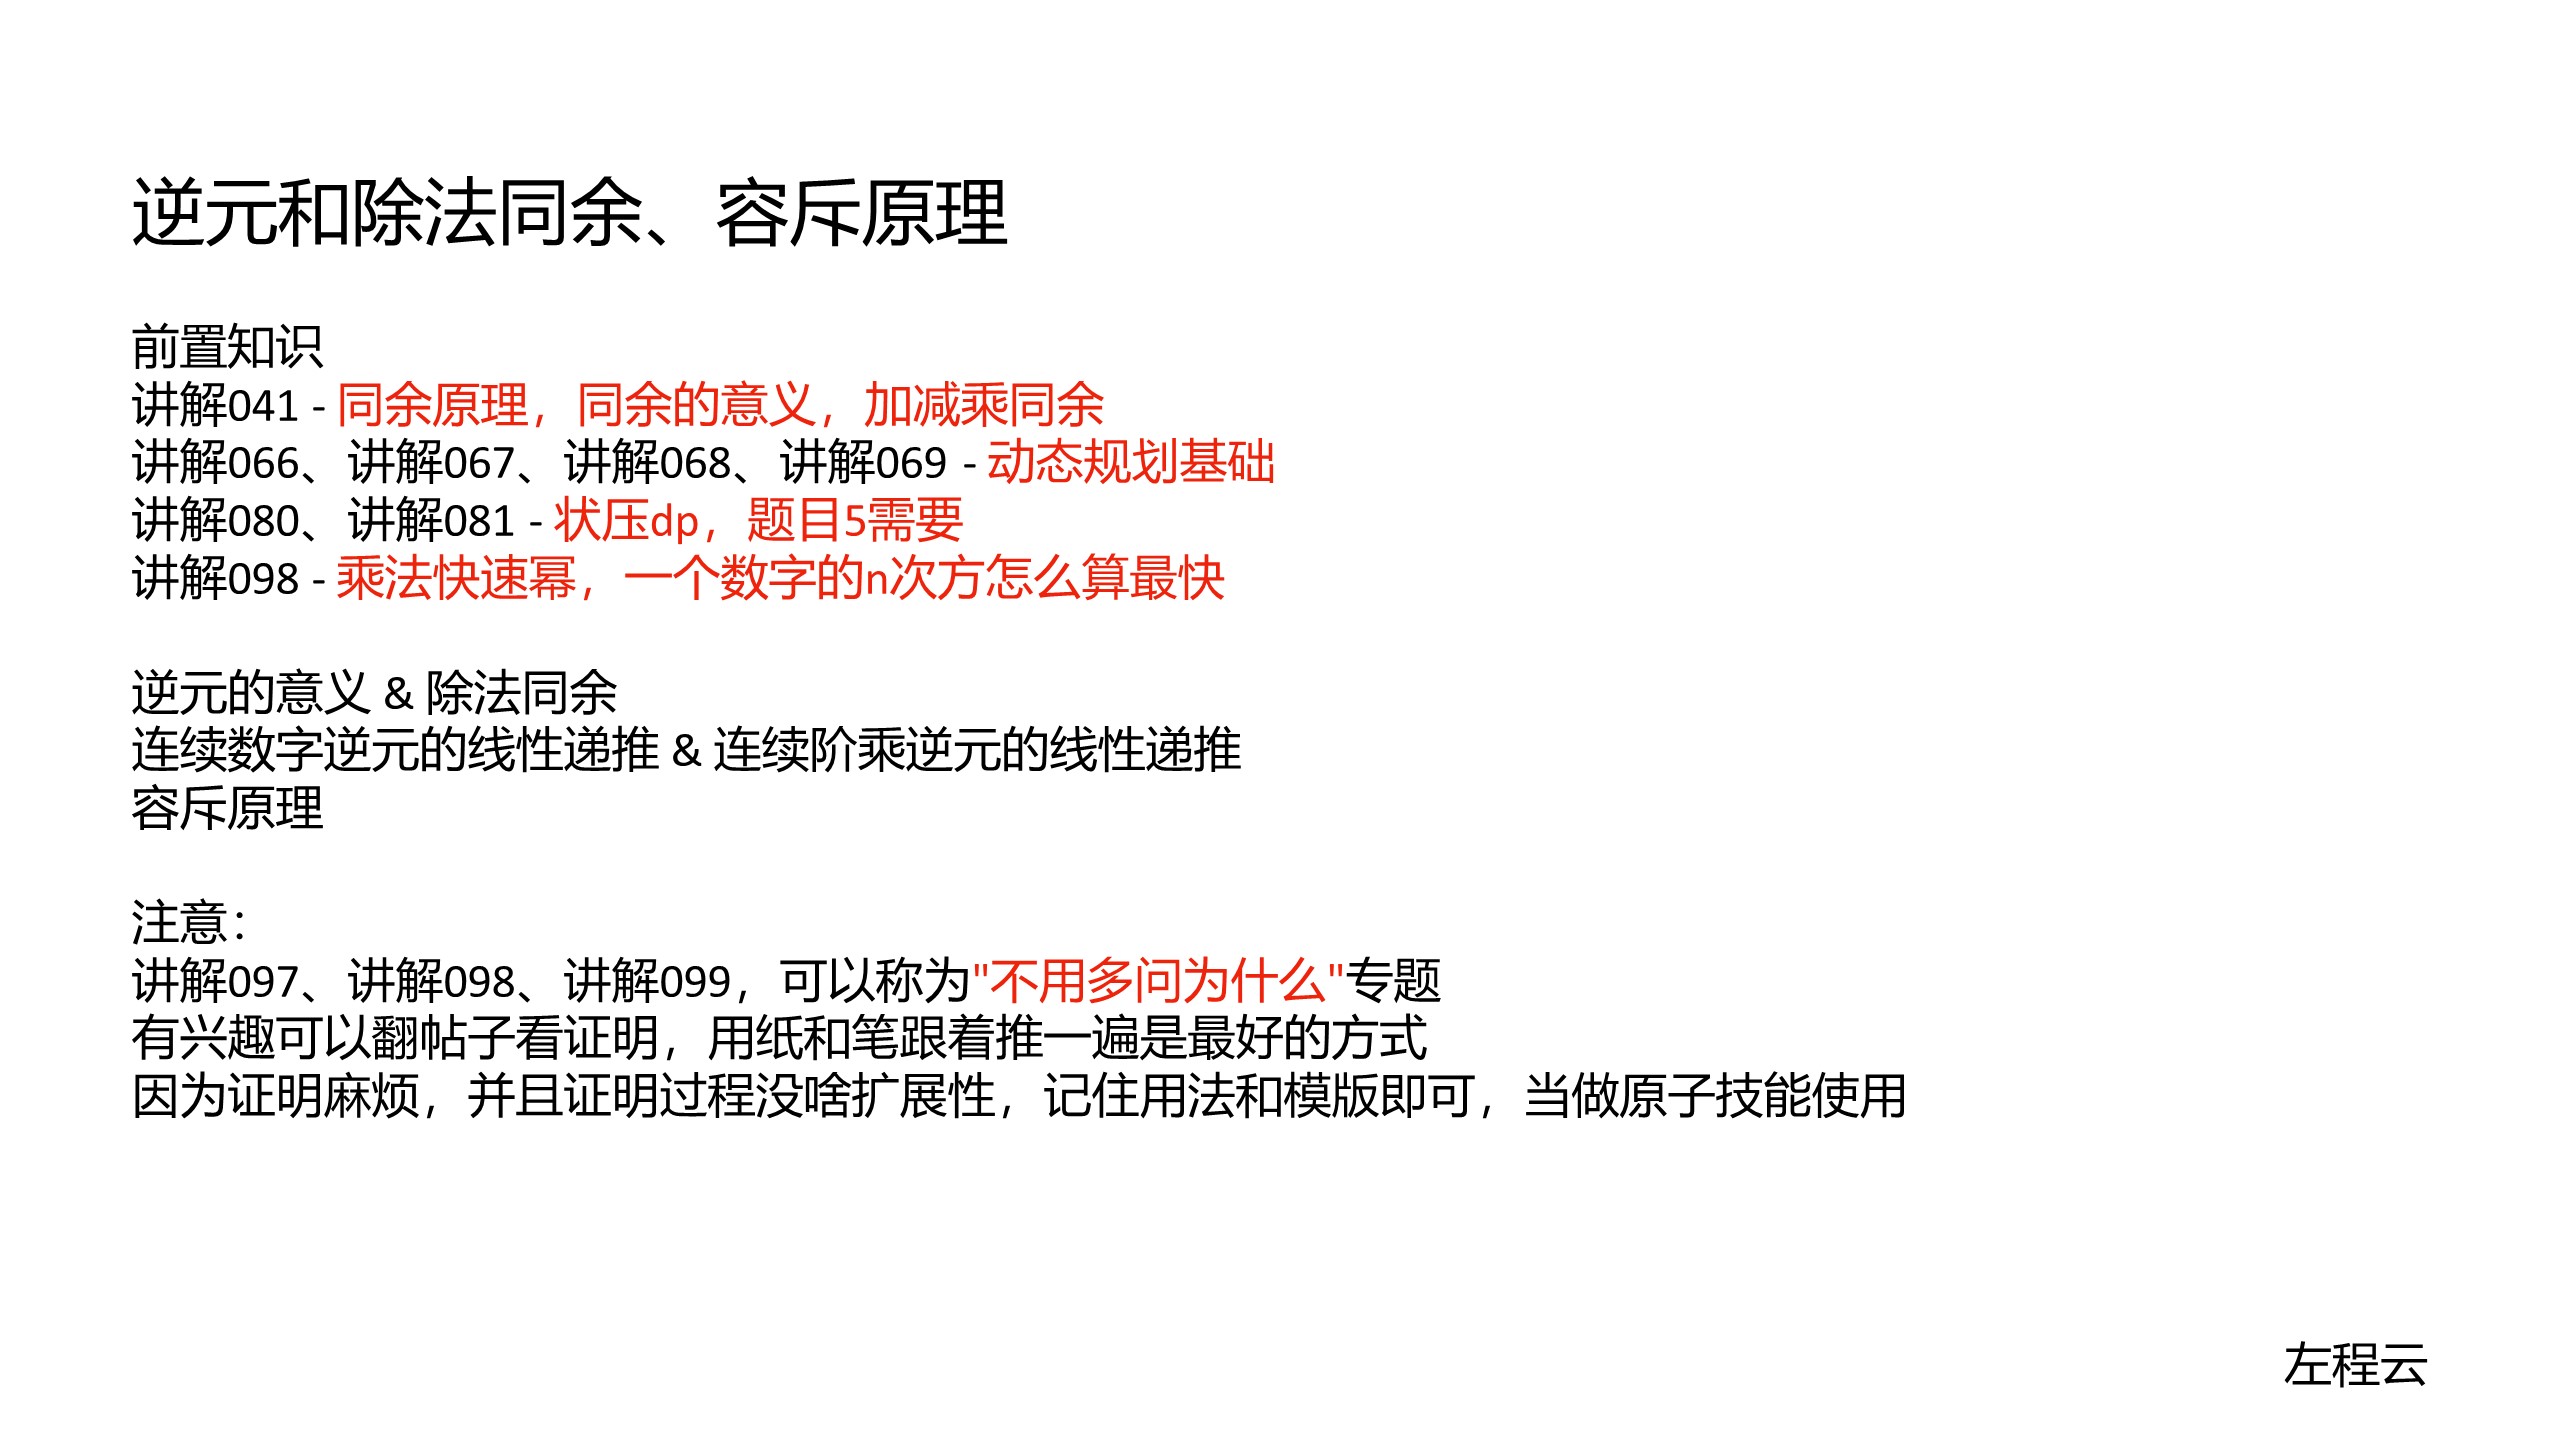 逆元和除法同余、容斥原理
前置知识
讲解041 - 同余原理，同余的意义，加减乘同余
讲解066、讲解067、讲解068、讲解069 - 动态规划基础
讲解080、讲解081 - 状压dp，题目5需要
讲解098 - 乘法快速幂，一个数字的n次方怎么算最快
逆元的意义 & 除法同余
连续数字逆元的线性递推 & 连续阶乘逆元的线性递推
容斥原理
注意：
讲解097、讲解098、讲解099，可以称为"不用多问为什么"专题
有兴趣可以翻帖子看证明，用纸和笔跟着推一遍是最好的方式
因为证明麻烦，并且证明过程没啥扩展性，记住用法和模版即可，当做原子技能使用
左程云